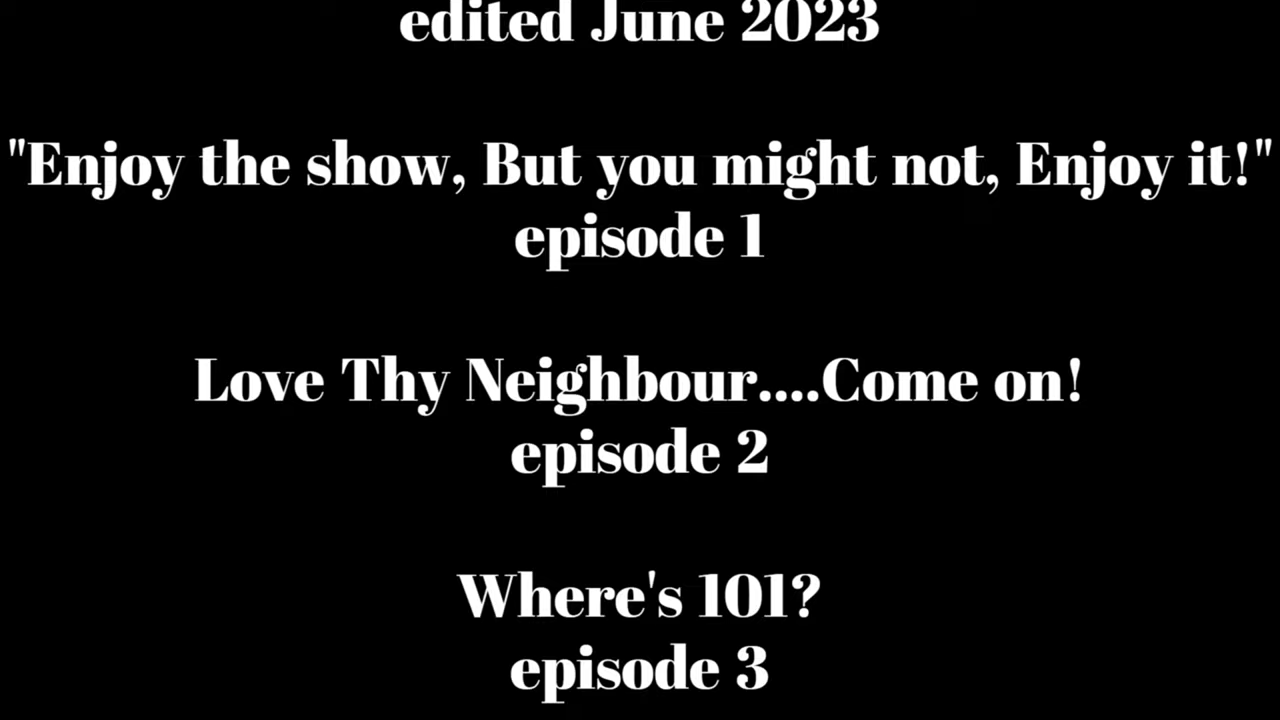 edited June 2023
"Enjoy the show, But you might not, Enjoy it!"
episode 1
Love Thy Neighbour....Come on!
episode 2
Where's 101?
episode 3